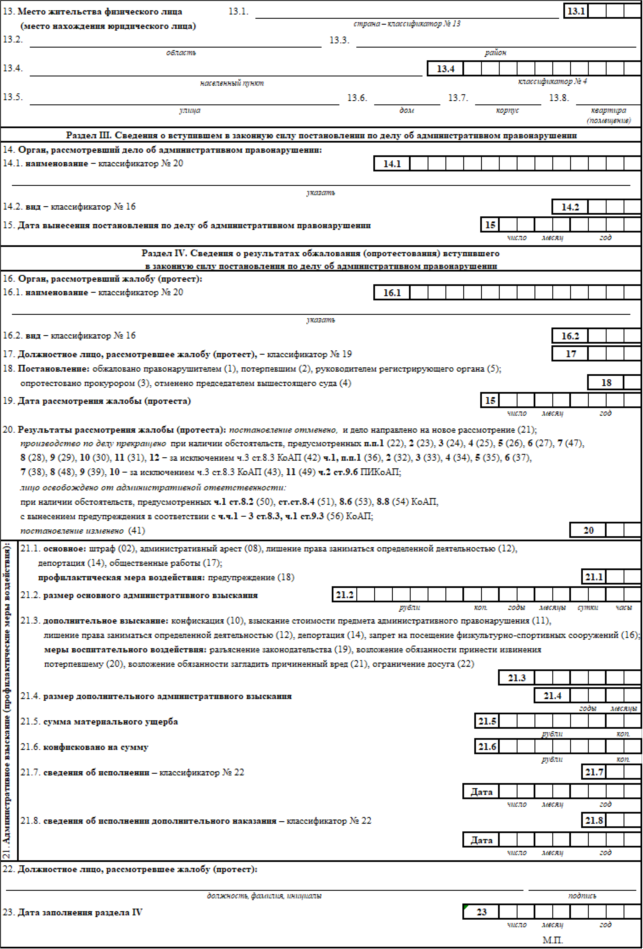 13. Место жительства физического лица 13.1. 13.1
(место нахождения юридического лица) страна – классификатор № 13
13.2. 13.3.
область район
13.4. 13.4
населенный пункт классификатор № 4
13.5. 13.6. 13.7. 13.8.
улица дом корпус квартира
(помещение)
Раздел III. Сведения о вступившем в законную силу постановлении по делу об административном правонарушении
14. Орган, рассмотревший дело об административном правонарушении:
14.1. наименование – классификатор № 20 14.1
указать
14.2. вид – классификатор № 16 14.2
15. Дата вынесения постановления по делу об административном правонарушении 15
число месяц год
Раздел IV. Сведения о результатах обжалования (опротестования) вступившего
в законную силу постановления по делу об административном правонарушении
16. Орган, рассмотревший жалобу (протест):
16.1. наименование – классификатор № 20 16.1
указать
16.2. вид – классификатор № 16 16.2
17. Должностное лицо, рассмотревшее жалобу (протест), – классификатор № 19 17
18. Постановление: обжаловано правонарушителем (1), потерпевшим (2), руководителем регистрирующего органа (5);
опротестовано прокурором (3), отменено председателем вышестоящего суда (4) 18
19. Дата рассмотрения жалобы (протеста) 15
число месяц год
20. Результаты рассмотрения жалобы (протеста): постановление отменено, и дело направлено на новое рассмотрение (21);
производство по делу прекращено при наличии обстоятельств, предусмотренных п.п.1 (22), 2 (23), 3 (24), 4 (25), 5 (26), 6 (27), 7 (47),
8 (28), 9 (29), 10 (30), 11 (31), 12 – за исключением ч.3 ст.8.3 КоАП (42) ч.1, п.п.1 (36), 2 (32), 3 (33), 4 (34), 5 (35), 6 (37),
7 (38), 8 (48), 9 (39), 10 – за исключением ч.3 ст.8.3 КоАП (43), 11 (49) ч.2 ст.9.6 ПИКоАП;
лицо освобождено от административной ответственности:
при наличии обстоятельств, предусмотренных ч.1 ст.8.2 (50), ст.ст.8.4 (51), 8.6 (53), 8.8 (54) КоАП,
с вынесением предупреждения в соответствии с ч.ч.1 – 3 ст.8.3, ч.1 ст.9.3 (56) КоАП;
постановление изменено (41) 20
21. Административное взыскание (профилактические меры воздействия):
21.1. основное: штраф (02), административный арест (08), лишение права заниматься определенной деятельностью (12),
депортация (14), общественные работы (17);
профилактическая мера воздействия: предупреждение (18) 21.1
21.2. размер основного административного взыскания 21.2
рубли коп. годы месяцы сутки часы
21.3. дополнительное взыскание: конфискация (10), взыскание стоимости предмета административного правонарушения (11),
лишение права заниматься определенной деятельностью (12), депортация (14), запрет на посещение физкультурно-спортивных сооружений (16);
меры воспитательного воздействия: разъяснение законодательства (19), возложение обязанности принести извинения
потерпевшему (20), возложение обязанности загладить причиненный вред (21), ограничение досуга (22)
21.3
21.4. размер дополнительного административного взыскания 21.4
годы месяцы
21.5. сумма материального ущерба 21.5
рубли коп.
21.6. конфисковано на сумму 21.6
рубли коп.
21.7. сведения об исполнении – классификатор № 22 21.7
Дата
число месяц год
21.8. сведения об исполнении дополнительного наказания – классификатор № 22 21.8
Дата
число месяц год
22. Должностное лицо, рассмотревшее жалобу (протест):
должность, фамилия, инициалы подпись
23. Дата заполнения раздела IV 23
число месяц год
М.П.